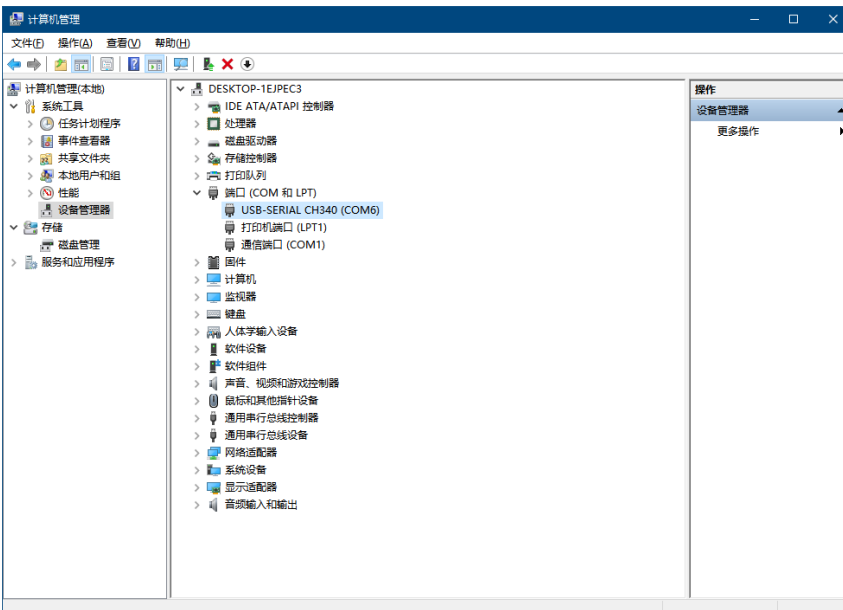 计算机管理
文件(F) 操作(A) 查看(V) 帮助(H)
计算机管理(本地)
系统工具
任务计划程序
事件查看器
共享文件夹
本地用户和组
性能
设备管理器
存储
磁盘管理
服务和应用程序
DESKTOP-1EJPEC3
IDE ATA/ATAPI 控制器
处理器
磁盘驱动器
存储控制器
打印队列
端口 (COM 和 LPT)
USB-SERIAL CH340 (COM6)
打印机端口 (LPT1)
通信端口 (COM1)
固件
计算机
监视器
键盘
人体学输入设备
软件设备
软件组件
声音、视频和游戏控制器
鼠标和其他指针设备
通用串行总线控制器
通用串行总线设备
网络适配器
系统设备
显示适配器
音频输入和输出
操作
设备管理器
更多操作